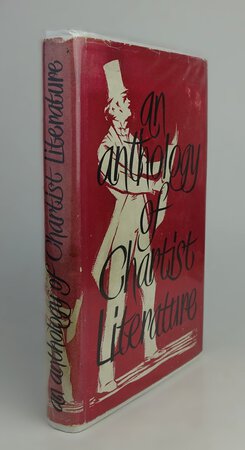 an anthology of Chartist Literature
an
anthology
of
Chartist
Literature